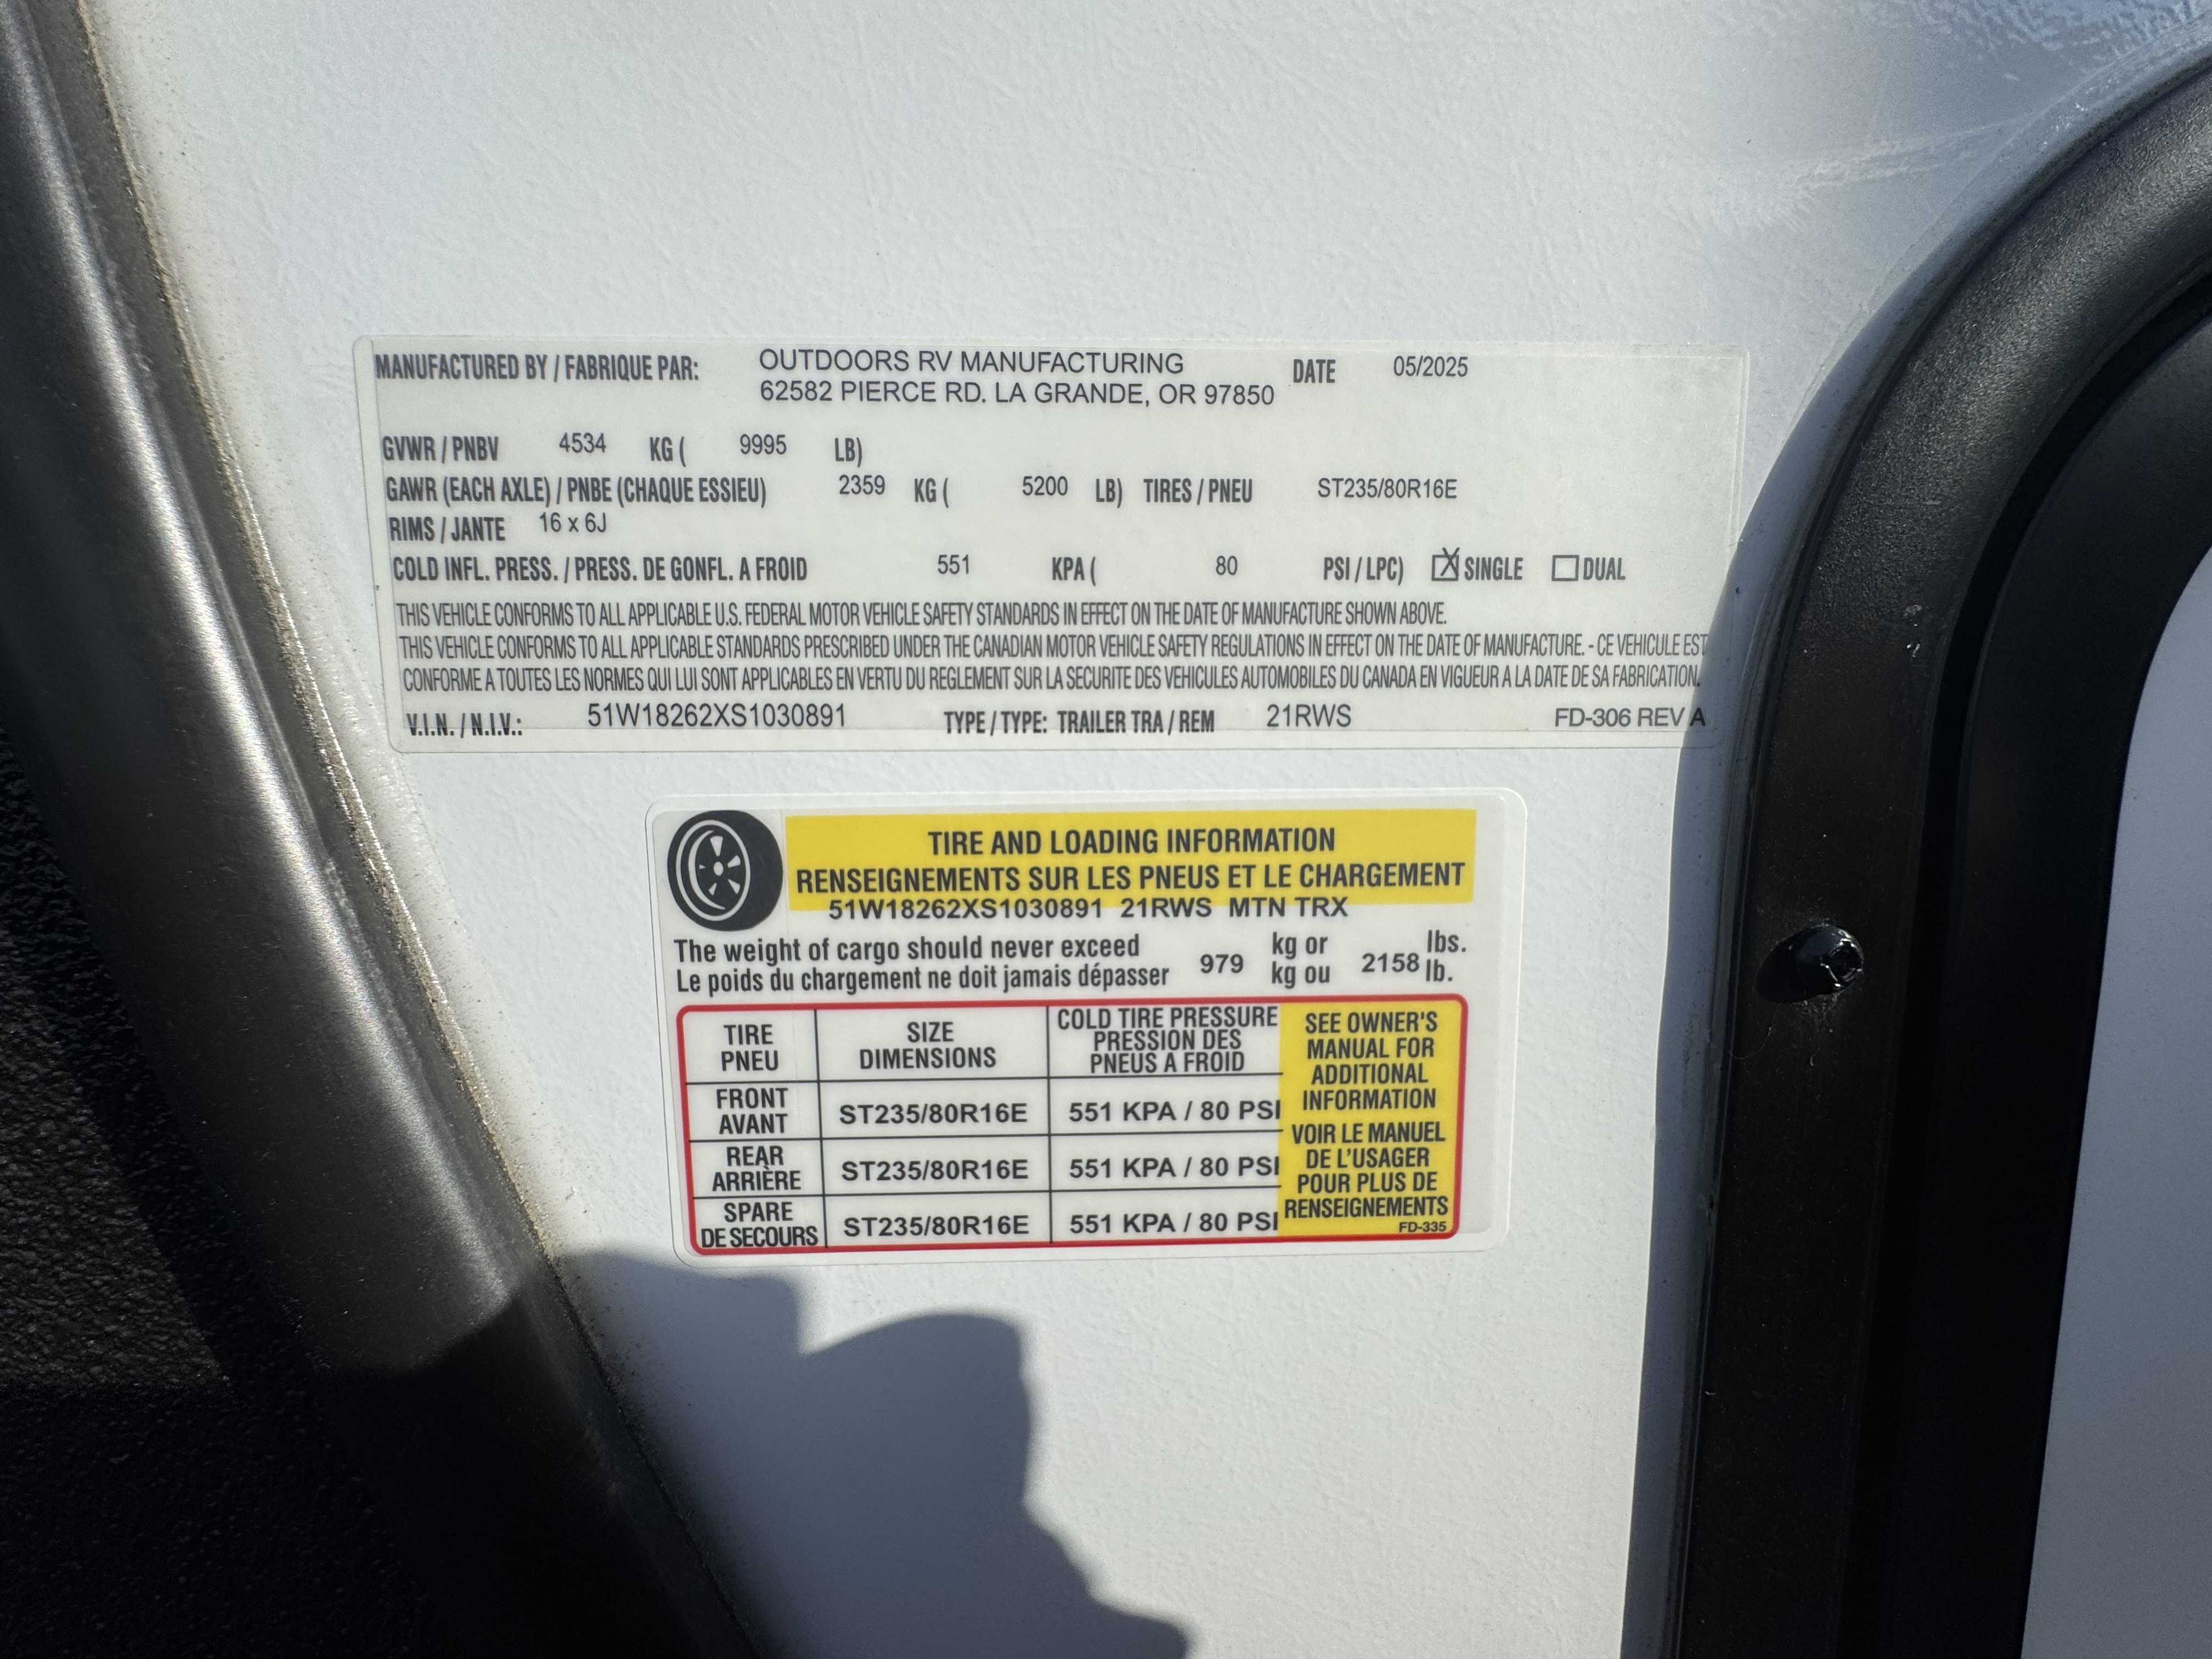 MANUFACTURED BY / FABRIQUE PAR: OUTDOORS RV MANUFACTURING DATE 05/2025
62582 PIERCE RD. LA GRANDE, OR 97850
GVWR / PNBV 4534 KG ( 9995 LB)
GAWR (EACH AXLE) / PNBE (CHAQUE ESSIEU) 2359 KG ( 5200 LB) TIRES / PNEU ST235/80R16E
RIMS / JANTE 16 x 6J
COLD INFL. PRESS. / PRESS. DE GONFL. A FROID 551 KPA ( 80 PSI / LPC) ☒ SINGLE ☐ DUAL
THIS VEHICLE CONFORMS TO ALL APPLICABLE U.S. FEDERAL MOTOR VEHICLE SAFETY STANDARDS IN EFFECT ON THE DATE OF MANUFACTURE SHOWN ABOVE.
THIS VEHICLE CONFORMS TO ALL APPLICABLE STANDARDS PRESCRIBED UNDER THE CANADIAN MOTOR VEHICLE SAFETY REGULATIONS IN EFFECT ON THE DATE OF MANUFACTURE. - CE VEHICULE EST
CONFORME A TOUTES LES NORMES QUI LUI SONT APPLICABLES EN VERTU DU REGLEMENT SUR LA SECURITE DES VEHICULES AUTOMOBILES DU CANADA EN VIGUEUR A LA DATE DE SA FABRICATION.
V.I.N. / N.I.V.: 51W18262XS1030891 TYPE / TYPE: TRAILER TRA / REM 21RWS FD-306 REV A
TIRE AND LOADING INFORMATION
RENSEIGNEMENTS SUR LES PNEUS ET LE CHARGEMENT
51W18262XS1030891 21RWS MTN TRX
The weight of cargo should never exceed 979 kg or 2158 lbs.
Le poids du chargement ne doit jamais dépasser kg ou lb.
TIRE SIZE COLD TIRE PRESSURE
PNEU DIMENSIONS PRESSION DES
PNEUS A FROID
FRONT ST235/80R16E 551 KPA / 80 PSI
AVANT
REAR ST235/80R16E 551 KPA / 80 PSI
ARRIÈRE
SPARE ST235/80R16E 551 KPA / 80 PSI
DE SECOURS
SEE OWNER'S
MANUAL FOR
ADDITIONAL
INFORMATION
VOIR LE MANUEL
DE L'USAGER
POUR PLUS DE
RENSEIGNEMENTS
FD-335